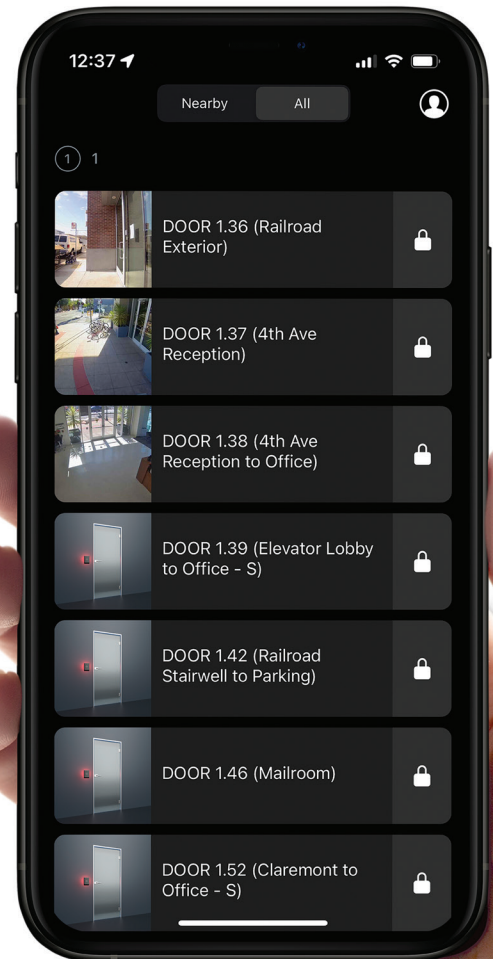 12:37
Nearby
All
1 1
DOOR 1.36 (Railroad
Exterior)
DOOR 1.37 (4th Ave
Reception)
DOOR 1.38 (4th Ave
Reception to Office)
DOOR 1.39 (Elevator Lobby
to Office - S)
DOOR 1.42 (Railroad
Stairwell to Parking)
DOOR 1.46 (Mailroom)
DOOR 1.52 (Claremont to
Office - S)